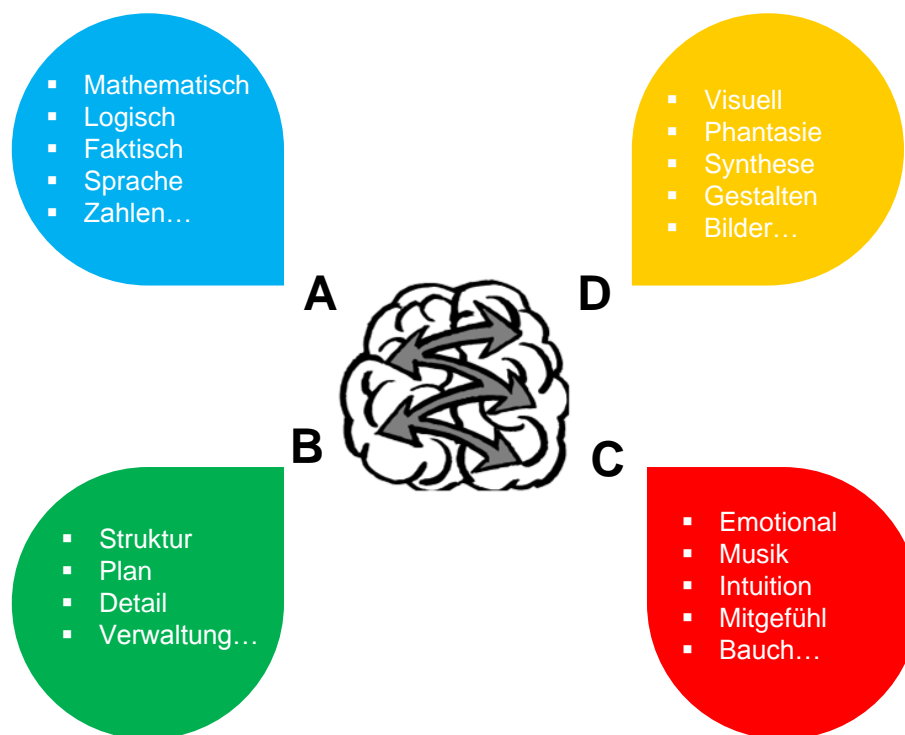 ▪ Mathematisch
▪ Logisch
▪ Faktisch
▪ Sprache
▪ Zahlen…
▪ Visuell
▪ Phantasie
▪ Synthese
▪ Gestalten
▪ Bilder…
A
D
B
C
▪ Struktur
▪ Plan
▪ Detail
▪ Verwaltung…
▪ Emotional
▪ Musik
▪ Intuition
▪ Mitgefühl
▪ Bauch…